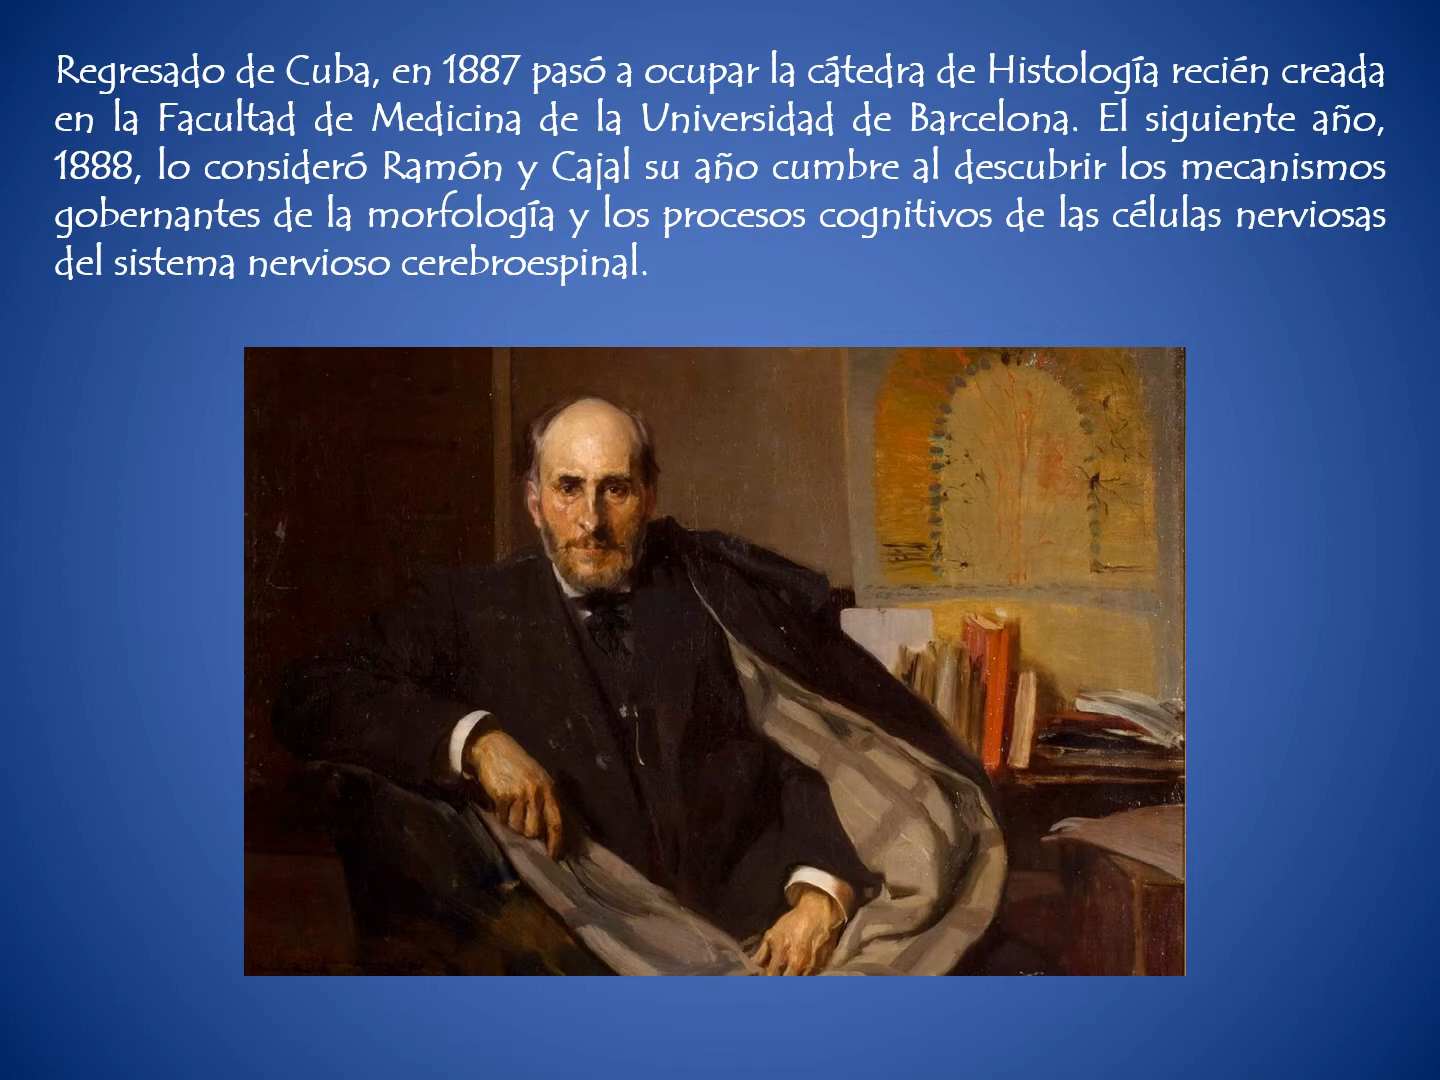 Regresado de Cuba, en 1887 pasó a ocupar la cátedra de Histología recién creada
en la Facultad de Medicina de la Universidad de Barcelona. El siguiente año,
1888, lo consideró Ramón y Cajal su año cumbre al descubrir los mecanismos
gobernantes de la morfología y los procesos cognitivos de las células nerviosas
del sistema nervioso cerebroespinal.